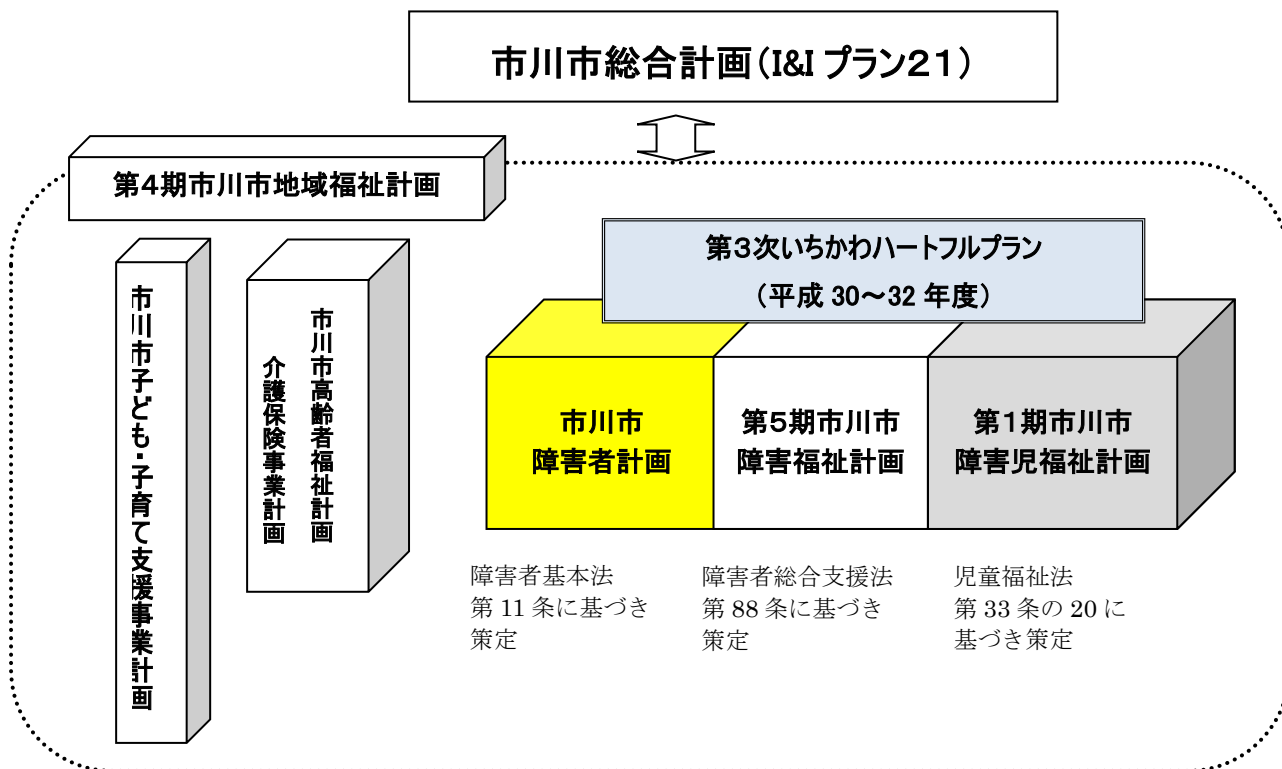 市川市総合計画(I&Iプラン21)
第4期市川市地域福祉計画
市川市子ども・子育て支援事業計画
市川市高齢者福祉計画
介護保険事業計画
第3次いちかわハートフルプラン
(平成 30～32 年度)
市川市
障害者計画
第5期市川市
障害福祉計画
第1期市川市
障害児福祉計画
障害者基本法
第 11 条に基づき
策定
障害者総合支援法
第 88 条に基づき
策定
児童福祉法
第 33 条の 20 に
基づき策定